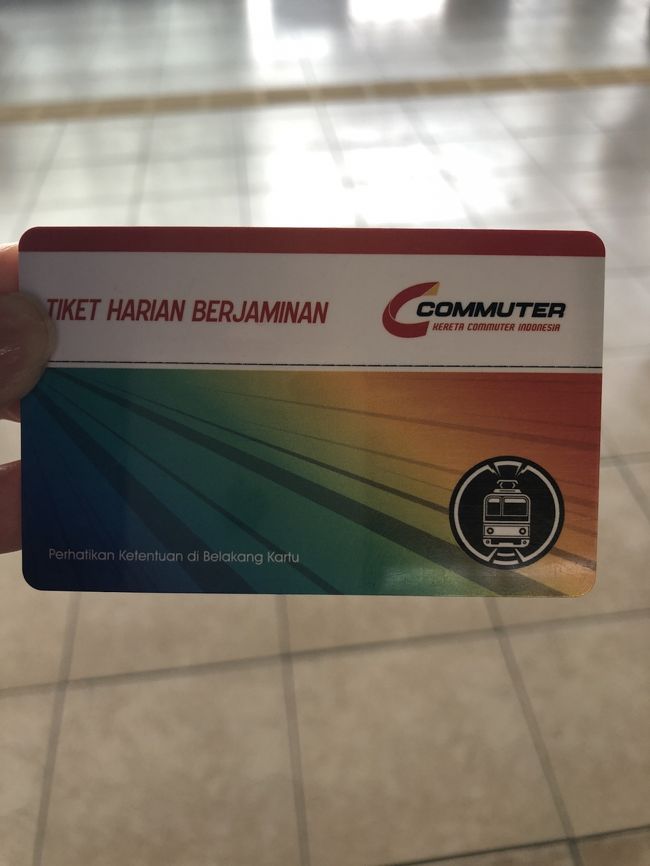 TIKET HARIAN BERJAMINAN
COMMUTER
KERETA COMMUTER INDONESIA
Perhatikan Ketentuan di Belakang Kartu